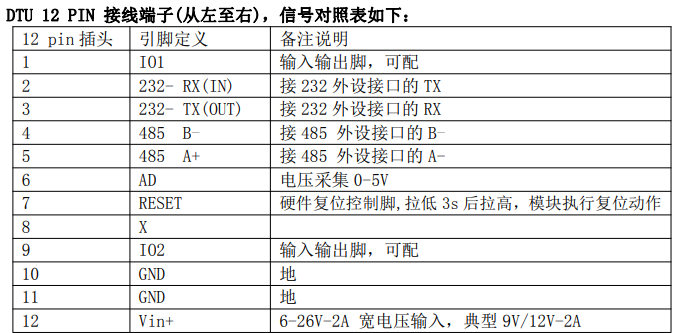 DTU 12 PIN 接线端子(从左至右)，信号对照表如下：
12 pin插头 引脚定义 备注说明
1 IO1 输入输出脚，可配
2 232- RX(IN) 接 232 外设接口的 TX
3 232- TX(OUT) 接 232 外设接口的 RX
4 485 B- 接 485 外设接口的 B-
5 485 A+ 接 485 外设接口的 A-
6 AD 电压采集 0-5V
7 RESET 硬件复位控制脚,拉低 3s 后拉高，模块执行复位动作
8 X
9 IO2 输入输出脚，可配
10 GND 地
11 GND 地
12 Vin+ 6-26V-2A 宽电压输入，典型 9V/12V-2A